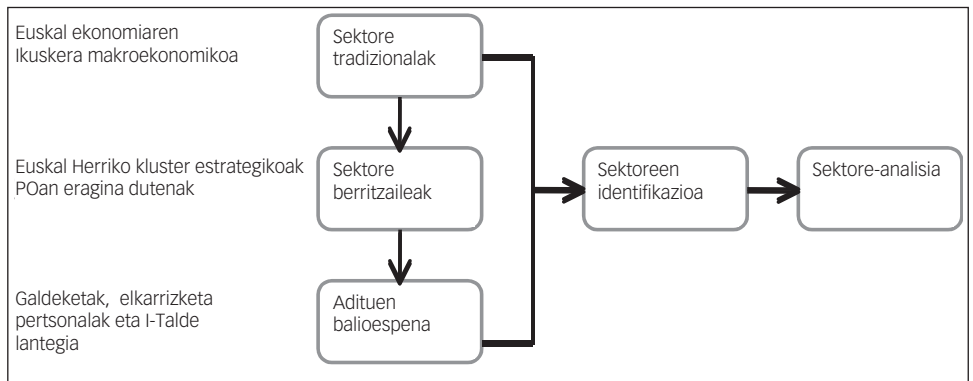 Euskal ekonomiaren
Ikuskera makroekonomikoa
Sektore
tradizionalak
Euskal Herriko kluster estrategikoak
POan eragina dutenak
Sektore
berritzaileak
Sektoreen
identifikazioa
Sektore-analisia
Galdeketak, elkarrizketa
pertsonalak eta I-Talde
lantegia
Adituen
balioespena